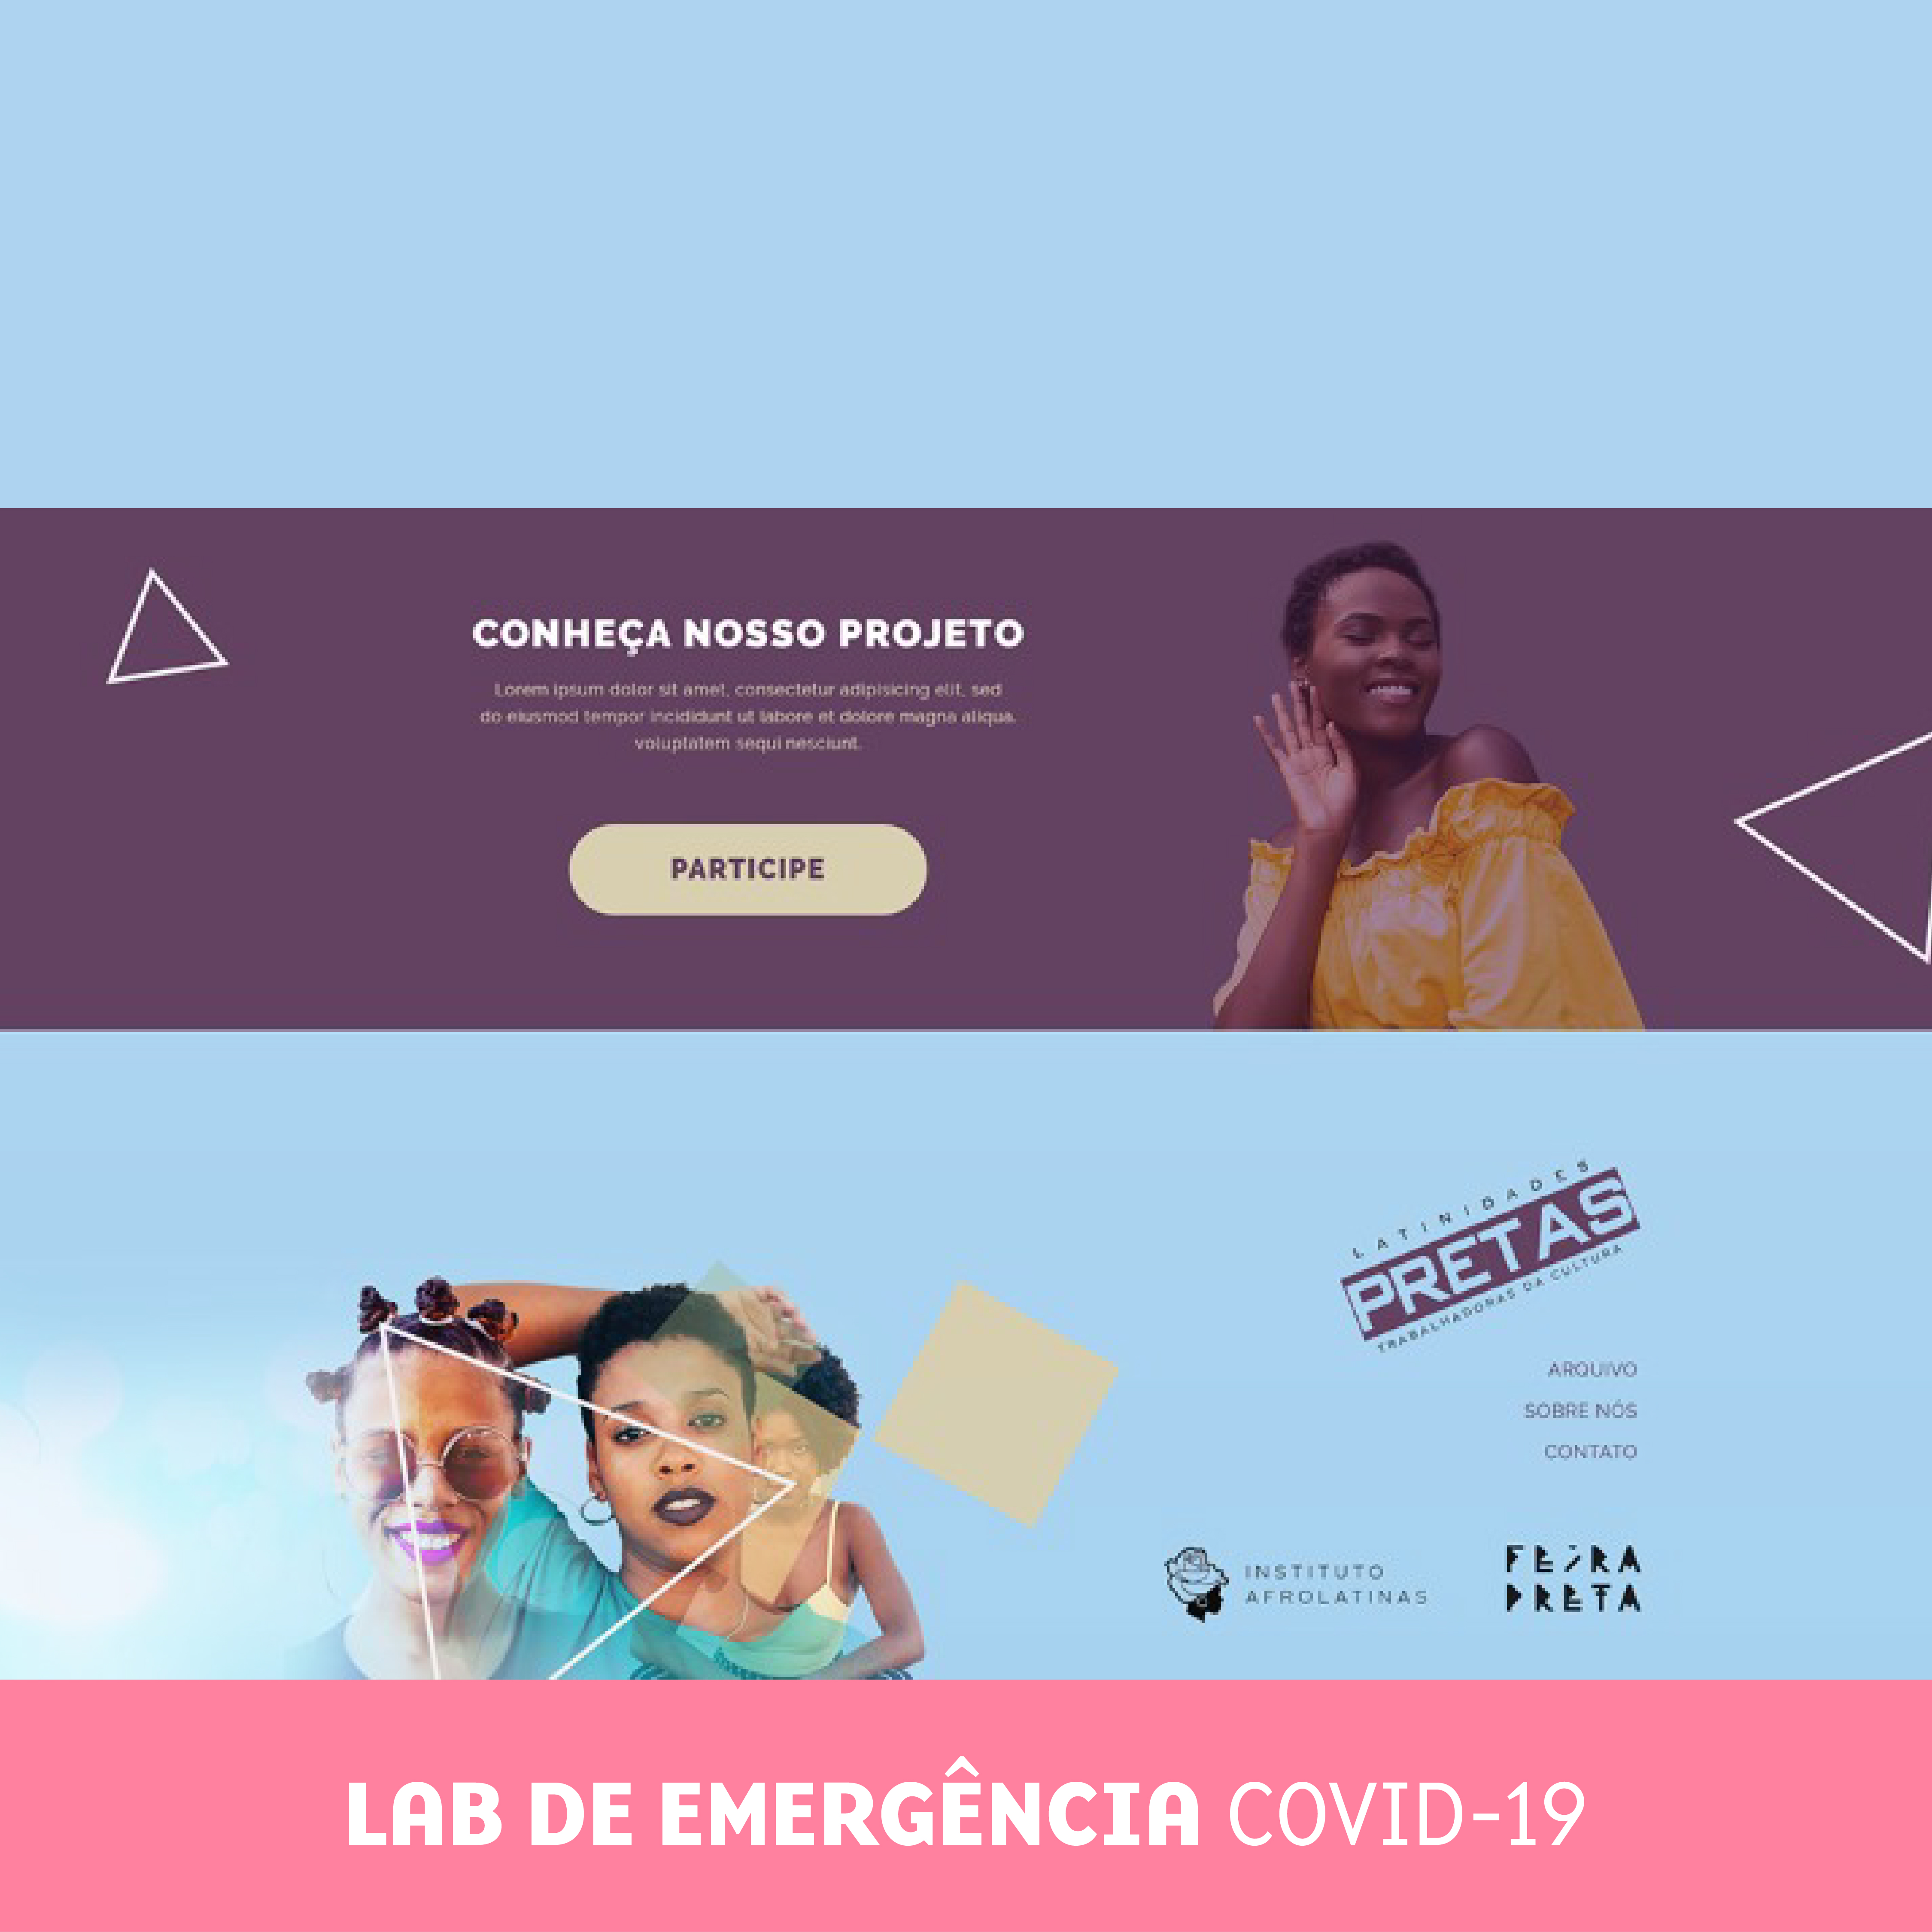 CONHEÇA NOSSO PROJETO
Lorem ipsum dolor sit amet, consectetur adipisicing elit, sed
do eiusmod tempor incididunt ut labore et dolore magna aliqua.
voluptatem sequi nesciunt.
PARTICIPE
LATINIDADES
PRETAS
TRABALHADORAS DA CULTURA
ARQUIVO
SOBRE NÓS
CONTATO
INSTITUTO
AFROLATINAS
FEIRA
PRETA
LAB DE EMERGÊNCIA COVID-19